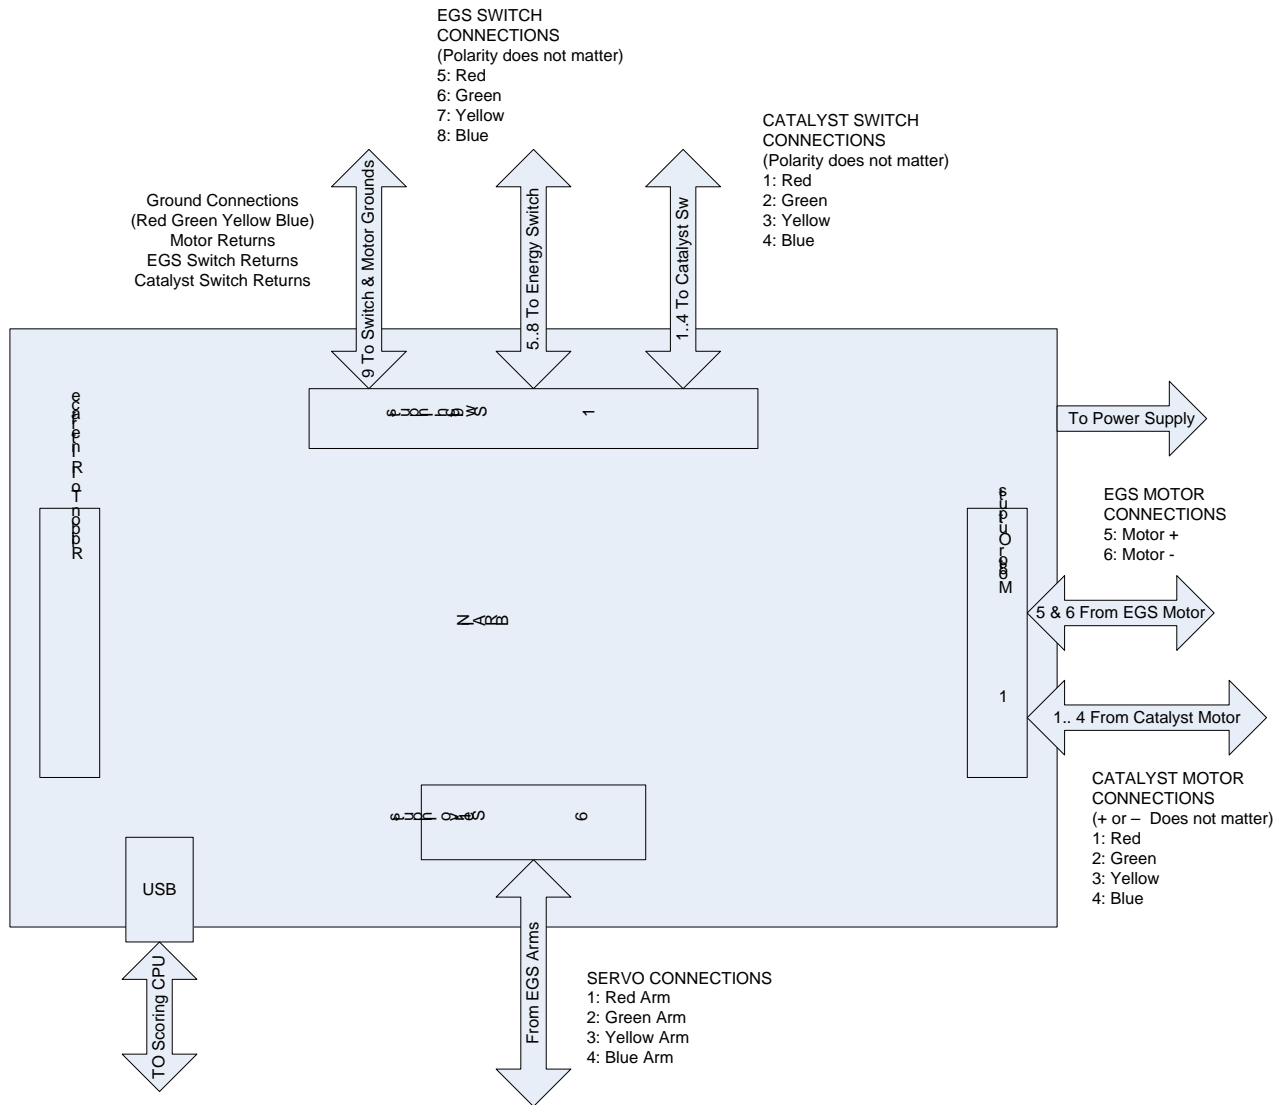 EGS SWITCH
CONNECTIONS
(Polarity does not matter)
5: Red
6: Green
7: Yellow
8: Blue
CATALYST SWITCH
CONNECTIONS
(Polarity does not matter)
1: Red
2: Green
3: Yellow
4: Blue
Ground Connections
(Red Green Yellow Blue)
Motor Returns
EGS Switch Returns
Catalyst Switch Returns
9 To Switch & Motor Grounds
5..8 To Energy Switch
1..4 To Catalyst Sw
1
To Power Supply
EGS MOTOR
CONNECTIONS
5: Motor +
6: Motor -
5 & 6 From EGS Motor
1
1.. 4 From Catalyst Motor
CATALYST MOTOR
CONNECTIONS
(+ or – Does not matter)
1: Red
2: Green
3: Yellow
4: Blue
6
USB
TO Scoring CPU
From EGS Arms
SERVO CONNECTIONS
1: Red Arm
2: Green Arm
3: Yellow Arm
4: Blue Arm